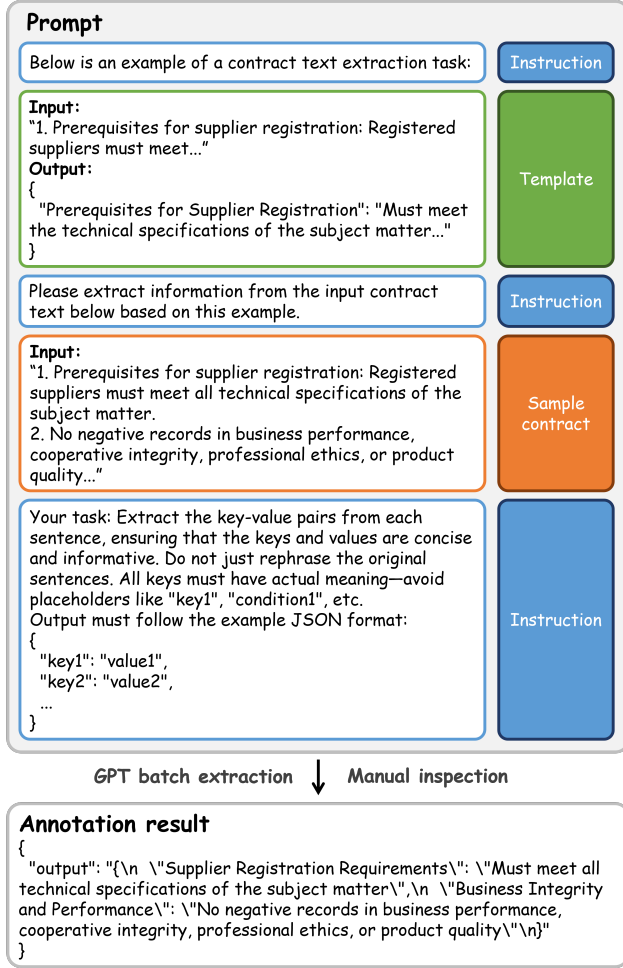 Prompt
Below is an example of a contract text extraction task:
Instruction
Input:
“1. Prerequisites for supplier registration: Registered
suppliers must meet...”
Output:
{
"Prerequisites for Supplier Registration": "Must meet
the technical specifications of the subject matter..."
}
Template
Please extract information from the input contract
text below based on this example.
Instruction
Input:
“1. Prerequisites for supplier registration: Registered
suppliers must meet all technical specifications of the
subject matter.
2. No negative records in business performance,
cooperative integrity, professional ethics, or product
quality...”
Sample
contract
Your task: Extract the key-value pairs from each
sentence, ensuring that the keys and values are concise
and informative. Do not just rephrase the original
sentences. All keys must have actual meaning—avoid
placeholders like "key1", "condition1", etc.
Output must follow the example JSON format:
{
"key1": "value1",
"key2": "value2",
...
}
Instruction
GPT batch extraction Manual inspection
Annotation result
{
"output": "{\n \"Supplier Registration Requirements\": \"Must meet all
technical specifications of the subject matter\",\n \"Business Integrity
and Performance\": \"No negative records in business performance,
cooperative integrity, professional ethics, or product quality\"\n}"
}